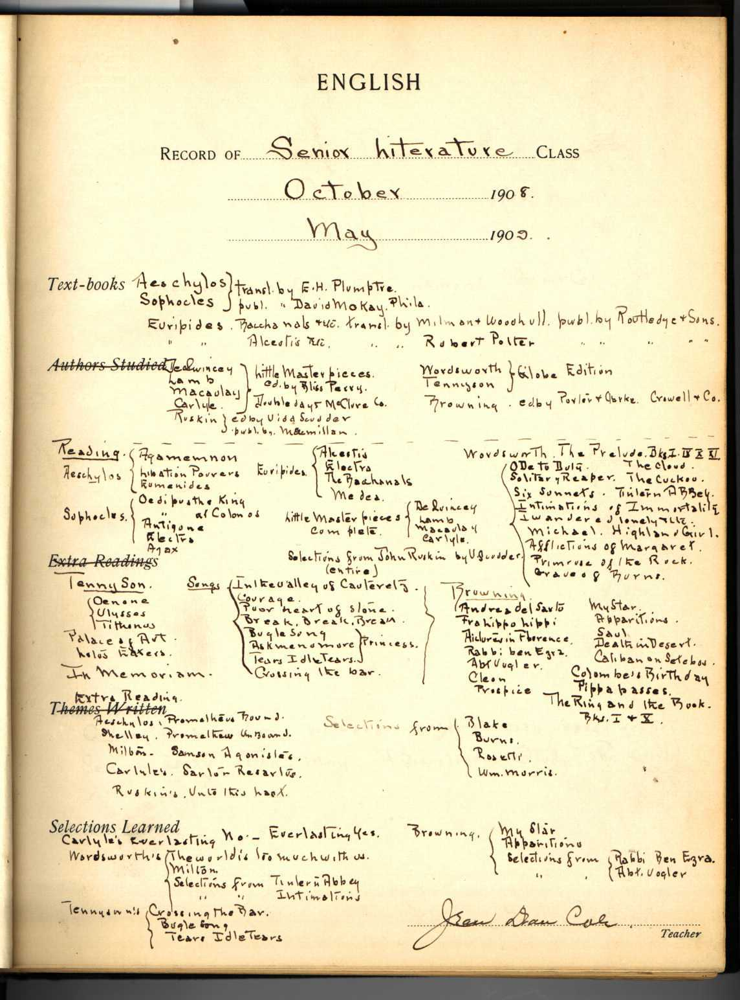 ENGLISH
RECORD OF Senior Literature CLASS
October 1908.
May 1909.
Text-books Aeschylos } transl. by E.H. Plumptre.
Sophocles } publ. " David McKay. Phila.
Euripides. Bacchanals + etc. transl. by Milman + Woodhull. publ. by Routledge + Sons.
" " Alcestis etc. " " Robert Potter " " " " "
Authors Studied De Quincey
Lamb
Macaulay
Carlyle.
Little Masterpieces.
ed. by Bliss Perry.
Doubleday + McClure Co.
Ruskin } ed by Vida Scudder
publ. by. Macmillan.
Wordsworth } Globe Edition
Tennyson
Browning. ed by Porter + Clarke. Crowell + Co.
Reading.
Aeschylos { Agamemnon
Libation Pourers
Eumenides
Sophocles. { Oedipus the King
" at Colonos
Antigone
Electra
Ajax
Euripides. { Alcestis
Electra
The Bacchanals
Medea.
Little Masterpieces { De Quincey
complete. Lamb
Macaulay
Carlyle.
Selections from John Ruskin by V. Scudder.
(entire)
Wordsworth. The Prelude. Bks. I. IV X XI
Ode to Duty. The Cloud.
Solitary Reaper. The Cuckoo.
Six Sonnets. Tintern Abbey.
Intimations of Immortality
I wandered lonely etc.
Michael. Highland Girl.
Afflictions of Margaret.
Primrose of the Rock.
Grave of Burns.
Extra Readings
Tennyson.
Oenone
Ulysses
Tithonus
Palace of Art.
Lotos Eaters.
In Memoriam.
Songs { In the Valley of Cauteretz.
Courage.
Poor heart of stone.
Break, Break, Break.
Bugle Song
Ask me no more } Princess.
Tears Idle Tears.
Crossing the bar.
Browning.
Andrea del Sarto My Star.
Fra Lippo Lippi Apparitions.
Pictures in Florence. Saul
Rabbi ben Ezra. Death in Desert.
Abt Vogler. Caliban on Setebos.
Cleon Colombe's Birthday
Prospice Pippa passes.
The Ring and the Book.
Bks. I + X.
Extra Reading.
Themes Written
Aeschylos, Prometheus Bound.
Shelley. Prometheus Unbound.
Milton - Samson Agonistes.
Carlyle's. Sartor Resartus.
Ruskin's. Unto this last.
Selections from { Blake
Burns.
Rosetti.
Wm. Morris.
Selections Learned
Carlyle's Everlasting No. - Everlasting Yes.
Wordsworth's { The world is too much with us.
Milton.
Selections from Tintern Abbey
" " Intimations
Tennyson's { Crossing the Bar.
Bugle Song
Tears Idle Tears
Browning. { My Star
Apparitions
Selections from { Rabbi Ben Ezra.
" . Abt. Vogler
Jean Dean Cole.
Teacher